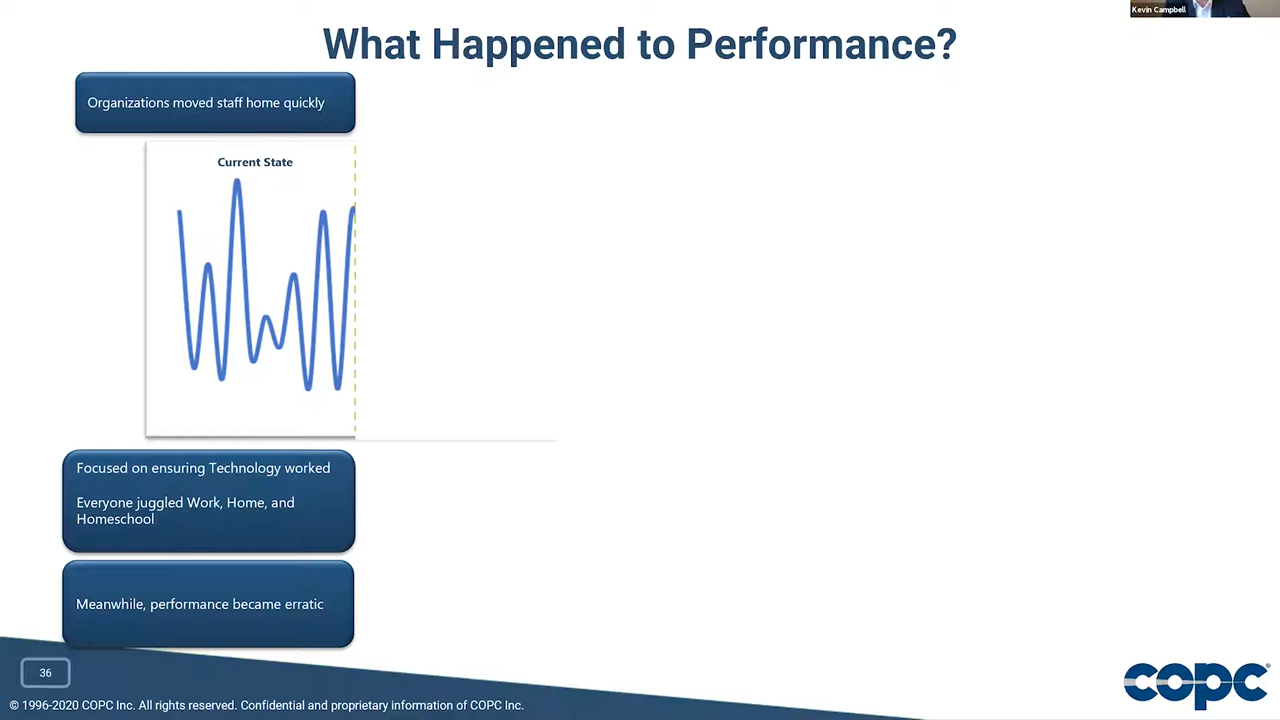 Kevin Campbell
What Happened to Performance?
Organizations moved staff home quickly
Current State
Focused on ensuring Technology worked
Everyone juggled Work, Home, and
Homeschool
Meanwhile, performance became erratic
36
copc®
© 1996-2020 COPC Inc. All rights reserved. Confidential and proprietary information of COPC Inc.